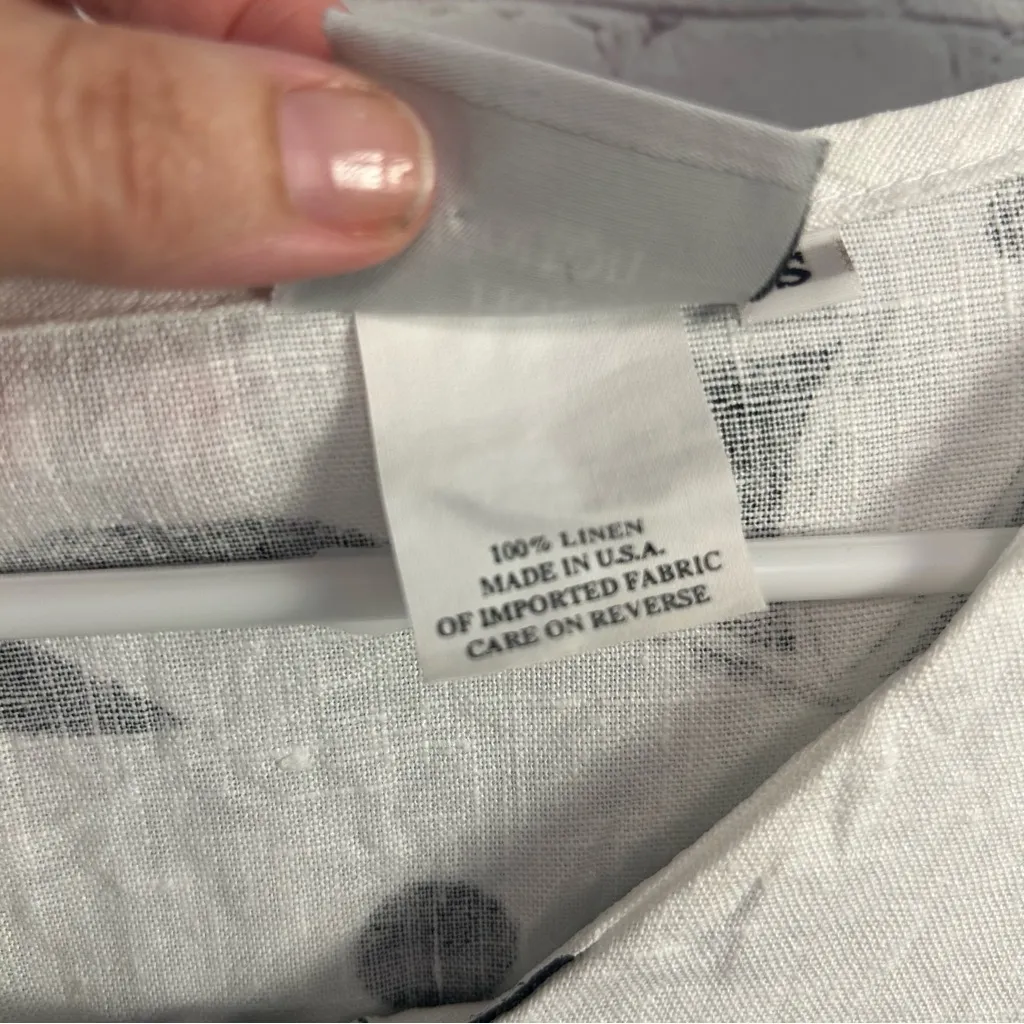 S
100% LINEN
MADE IN U.S.A.
OF IMPORTED FABRIC
CARE ON REVERSE